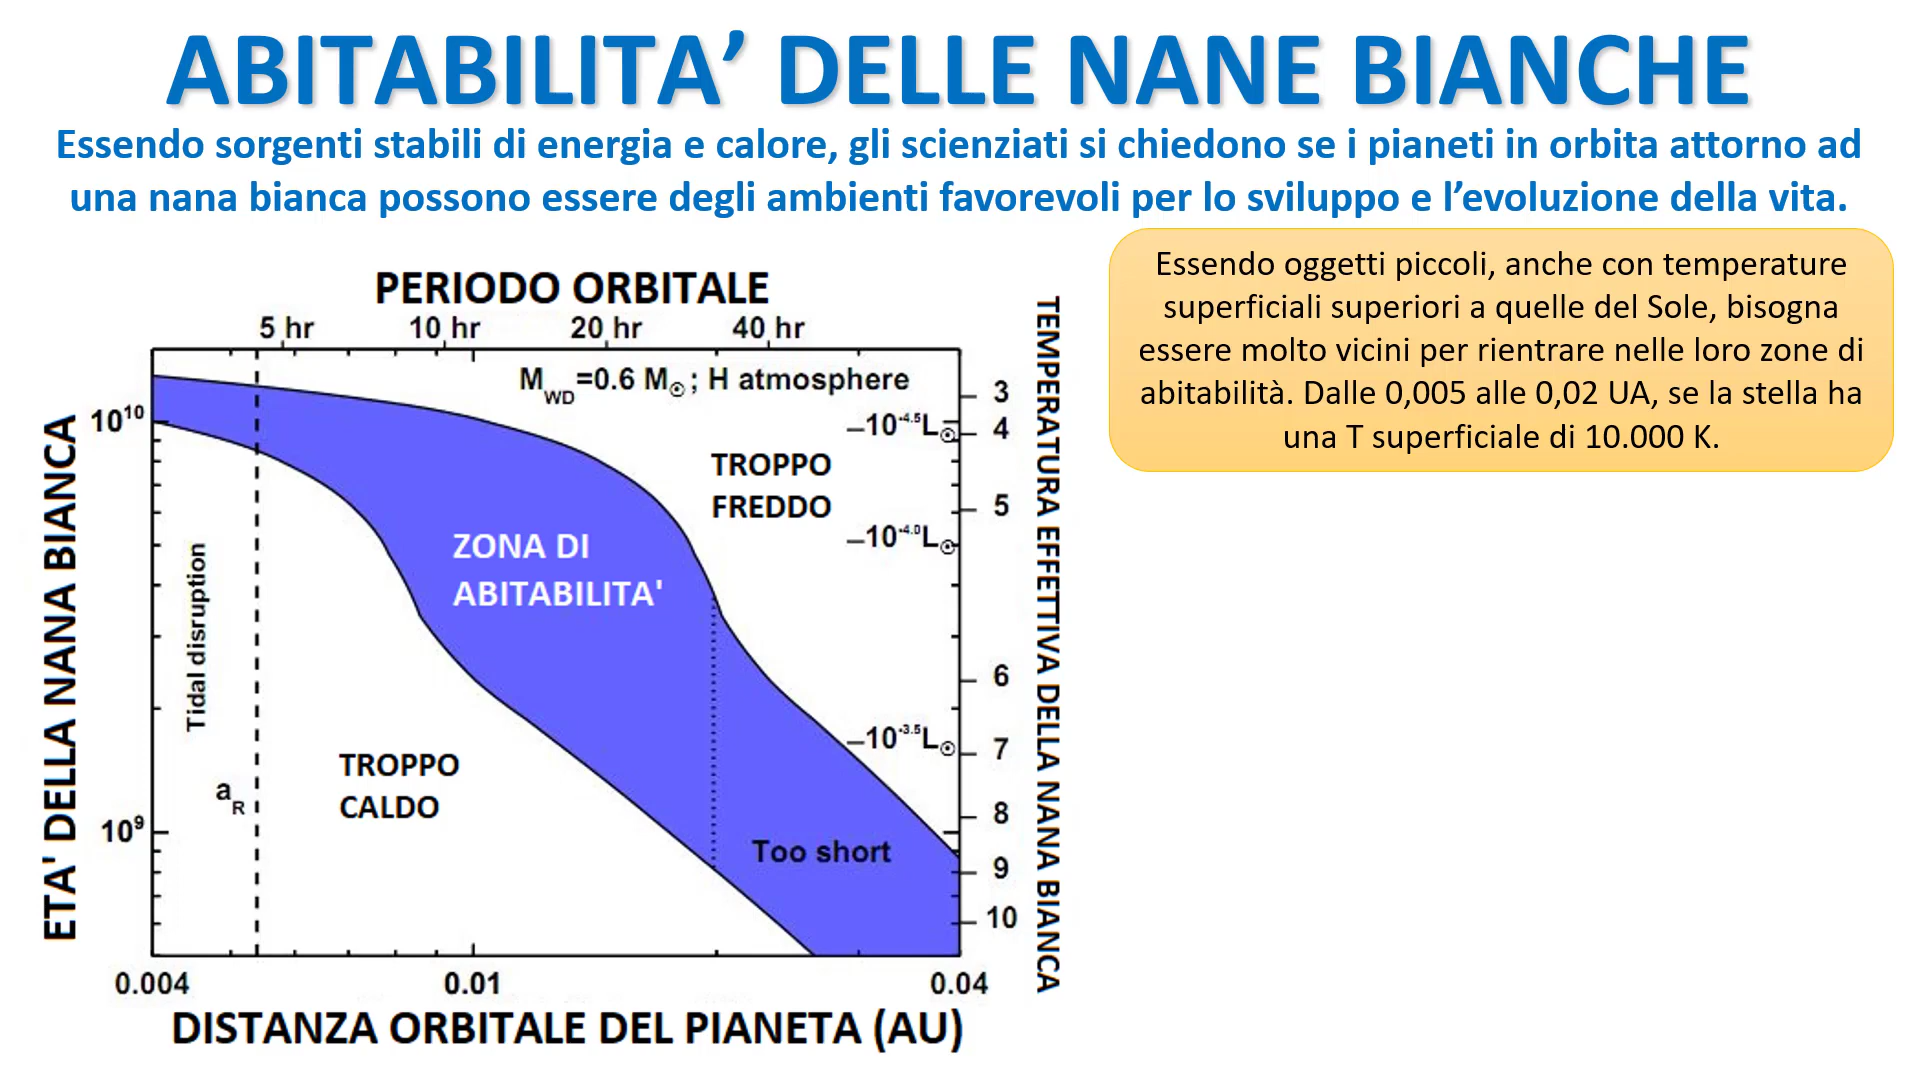 ABITABILITA’ DELLE NANE BIANCHE
Essendo sorgenti stabili di energia e calore, gli scienziati si chiedono se i pianeti in orbita attorno ad
una nana bianca possono essere degli ambienti favorevoli per lo sviluppo e l’evoluzione della vita.
Essendo oggetti piccoli, anche con temperature
superficiali superiori a quelle del Sole, bisogna
essere molto vicini per rientrare nelle loro zone di
abitabilità. Dalle 0,005 alle 0,02 UA, se la stella ha
una T superficiale di 10.000 K.
PERIODO ORBITALE
5 hr 10 hr 20 hr 40 hr
M_WD=0.6 M☉; H atmosphere
ETA' DELLA NANA BIANCA
10^10
10^9
Tidal disruption
a_R
TROPPO
CALDO
ZONA DI
ABITABILITA'
TROPPO
FREDDO
Too short
–10^-4.5L☉
–10^-4.0L☉
–10^-3.5L☉
3
4
5
6
7
8
9
10
TEMPERATURA EFFETTIVA DELLA NANA BIANCA
0.004 0.01 0.04
DISTANZA ORBITALE DEL PIANETA (AU)